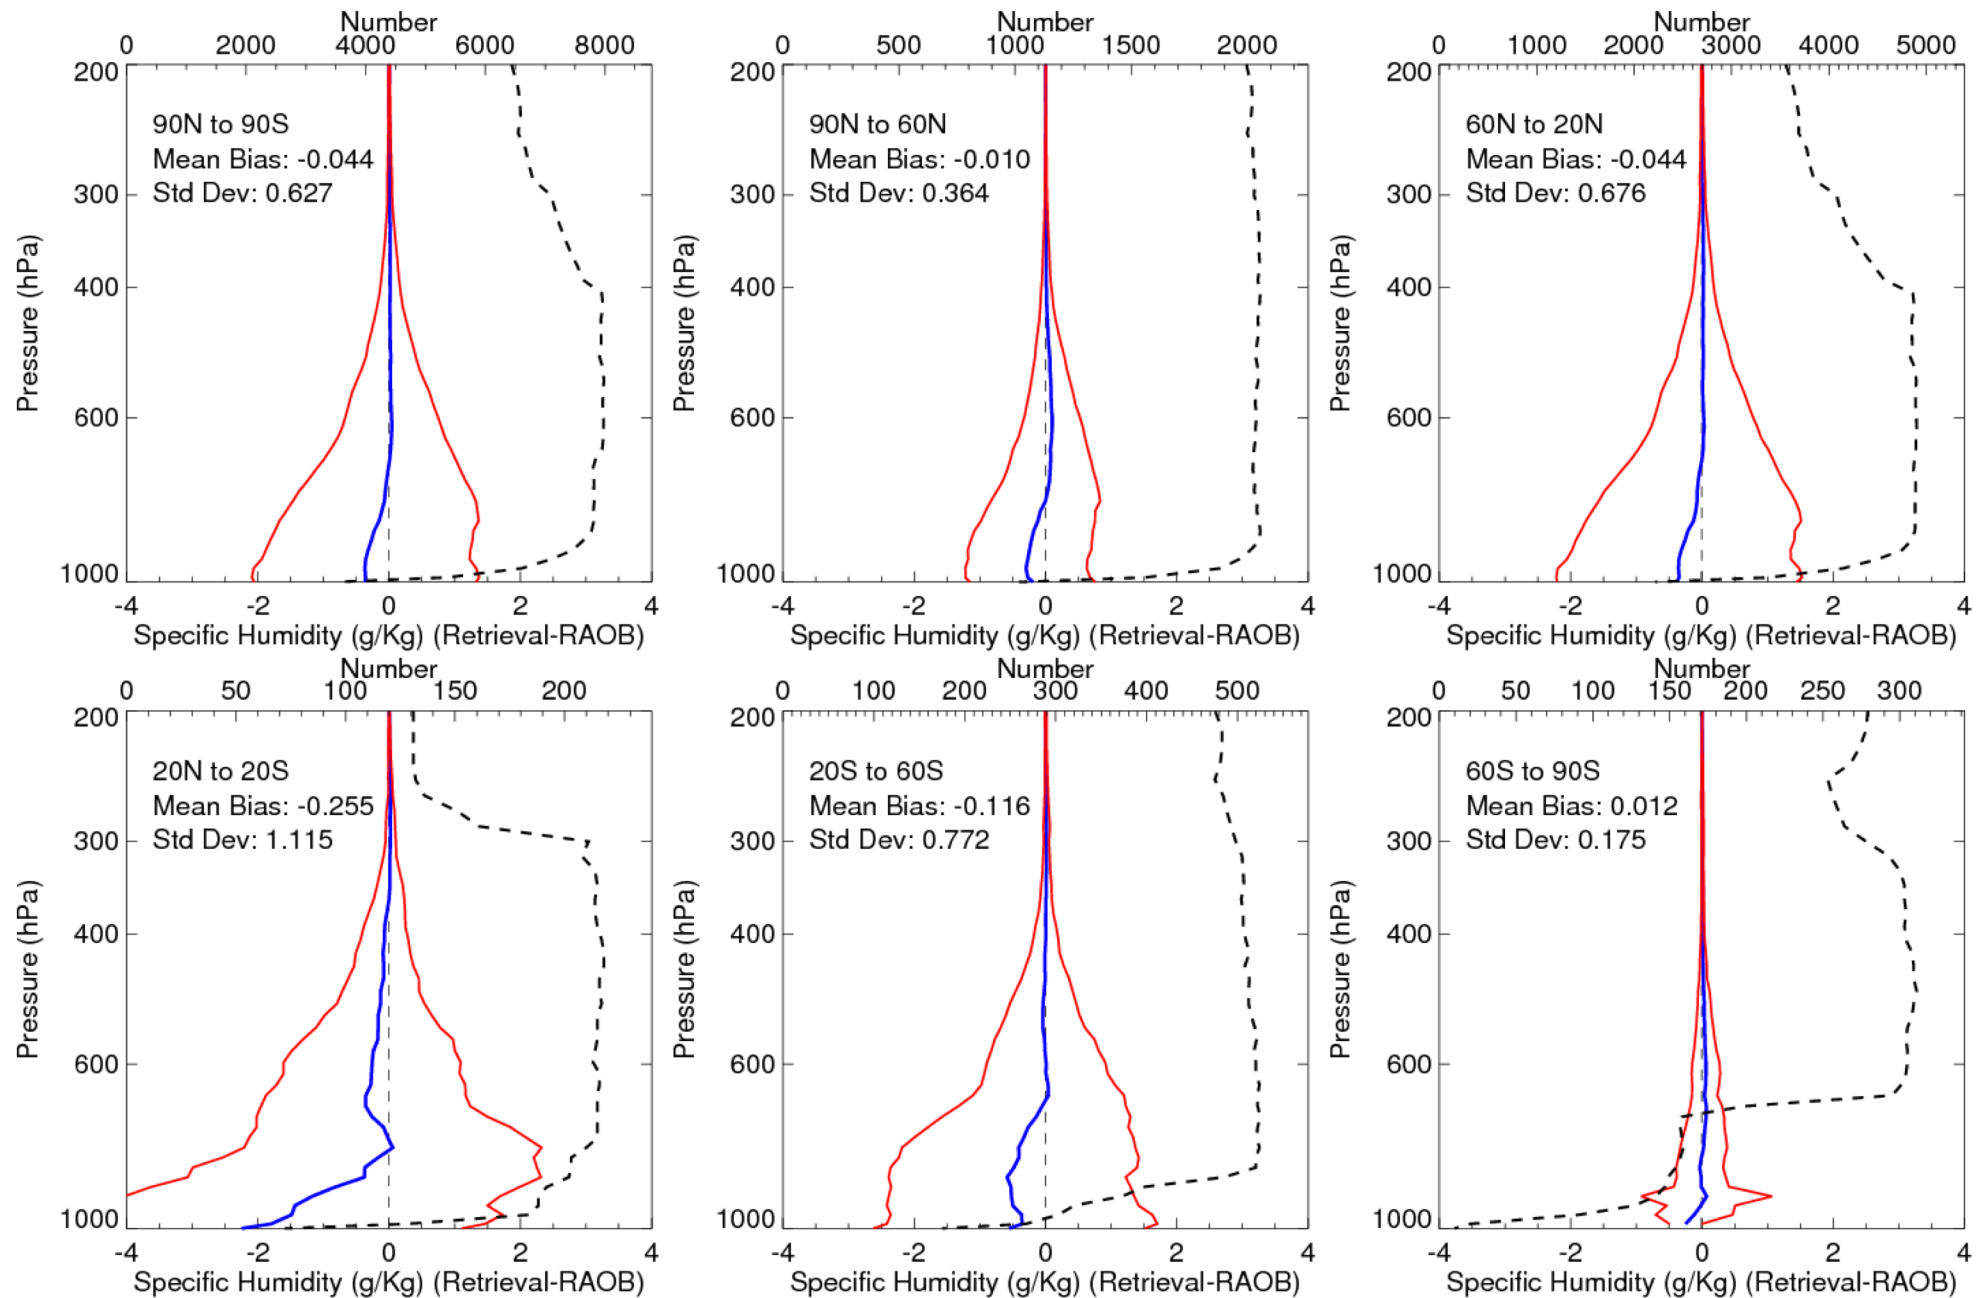 Number
0 2000 4000 6000 8000
200
300
400
600
1000
Pressure (hPa)
90N to 90S
Mean Bias: -0.044
Std Dev: 0.627
-4 -2 0 2 4
Specific Humidity (g/Kg) (Retrieval-RAOB)
Number
0 500 1000 1500 2000
200
300
400
600
1000
Pressure (hPa)
90N to 60N
Mean Bias: -0.010
Std Dev: 0.364
-4 -2 0 2 4
Specific Humidity (g/Kg) (Retrieval-RAOB)
Number
0 1000 2000 3000 4000 5000
200
300
400
600
1000
Pressure (hPa)
60N to 20N
Mean Bias: -0.044
Std Dev: 0.676
-4 -2 0 2 4
Specific Humidity (g/Kg) (Retrieval-RAOB)
Number
0 50 100 150 200
200
300
400
600
1000
Pressure (hPa)
20N to 20S
Mean Bias: -0.255
Std Dev: 1.115
-4 -2 0 2 4
Specific Humidity (g/Kg) (Retrieval-RAOB)
Number
0 100 200 300 400 500
200
300
400
600
1000
Pressure (hPa)
20S to 60S
Mean Bias: -0.116
Std Dev: 0.772
-4 -2 0 2 4
Specific Humidity (g/Kg) (Retrieval-RAOB)
Number
0 50 100 150 200 250 300
200
300
400
600
1000
Pressure (hPa)
60S to 90S
Mean Bias: 0.012
Std Dev: 0.175
-4 -2 0 2 4
Specific Humidity (g/Kg) (Retrieval-RAOB)